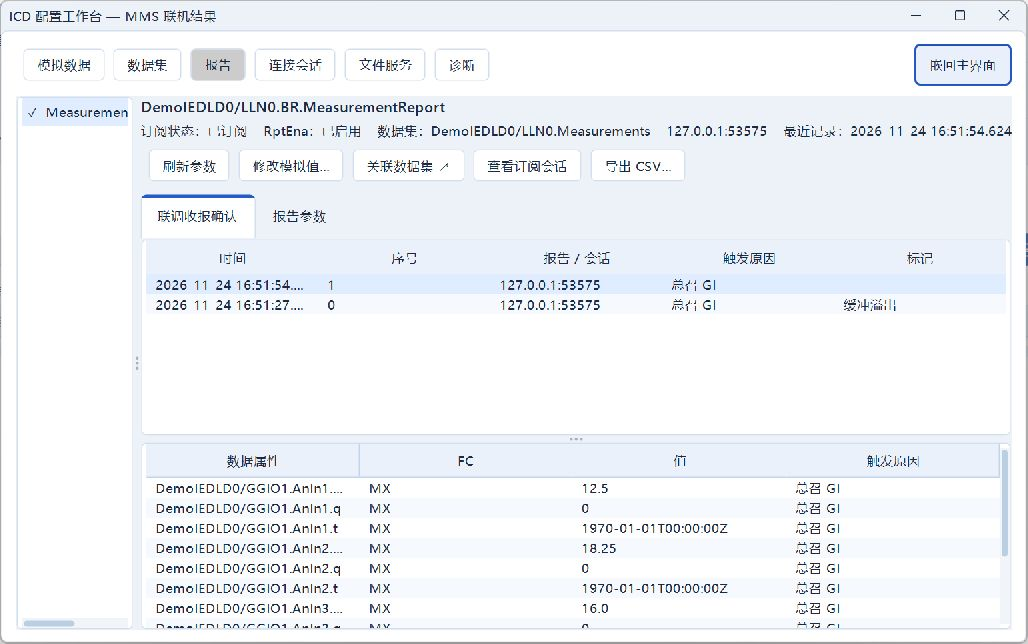 ICD 配置工作台 — MMS 联机结果
模拟数据 数据集 报告 连接会话 文件服务 诊断 嵌回主界面
✓ Measuremen
DemoIEDLD0/LLN0.BR.MeasurementReport
订阅状态：已订阅 RptEna：已启用 数据集：DemoIEDLD0/LLN0.Measurements 127.0.0.1:53575 最近记录：2026 11 24 16:51:54.624
刷新参数 修改模拟值... 关联数据集 ↗ 查看订阅会话 导出 CSV...
联调收报确认 报告参数
时间 序号 报告 / 会话 触发原因 标记
2026 11 24 16:51:54.... 1 127.0.0.1:53575 总召 GI
2026 11 24 16:51:27.... 0 127.0.0.1:53575 总召 GI 缓冲溢出
数据属性 FC 值 触发原因
DemoIEDLD0/GGIO1.AnIn1.... MX 12.5 总召 GI
DemoIEDLD0/GGIO1.AnIn1.q MX 0 总召 GI
DemoIEDLD0/GGIO1.AnIn1.t MX 1970-01-01T00:00:00Z 总召 GI
DemoIEDLD0/GGIO1.AnIn2.... MX 18.25 总召 GI
DemoIEDLD0/GGIO1.AnIn2.q MX 0 总召 GI
DemoIEDLD0/GGIO1.AnIn2.t MX 1970-01-01T00:00:00Z 总召 GI
DemoIEDLD0/GGIO1.AnIn3.... MX 16.0 总召 GI
DemoIEDLD0/GGIO1.AnIn3.q MX 0 总召 GI